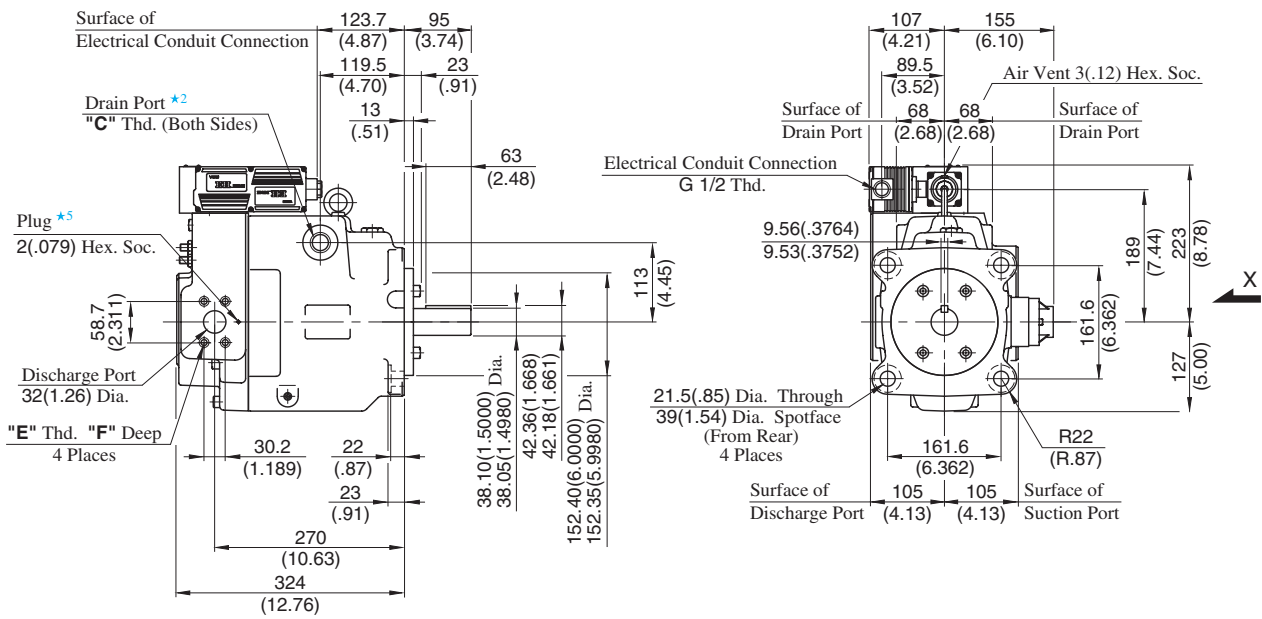 Surface of
Electrical Conduit Connection
123.7
(4.87)
95
(3.74)
119.5
(4.70)
23
(.91)
Drain Port ★2
"C" Thd. (Both Sides)
13
(.51)
63
(2.48)
Plug ★5
2(.079) Hex. Soc.
113
(4.45)
58.7
(2.311)
Discharge Port
32(1.26) Dia.
"E" Thd. "F" Deep
4 Places
30.2
(1.189)
22
(.87)
23
(.91)
38.10(1.5000) Dia.
38.05(1.4980)
42.36(1.668)
42.18(1.661)
152.40(6.0000) Dia.
152.35(5.9980)
270
(10.63)
324
(12.76)
107
(4.21)
155
(6.10)
89.5
(3.52)
Air Vent 3(.12) Hex. Soc.
Surface of
Drain Port
68
(2.68)
68
(2.68)
Surface of
Drain Port
Electrical Conduit Connection
G 1/2 Thd.
9.56(.3764)
9.53(.3752)
189
(7.44)
223
(8.78)
X
161.6
(6.362)
127
(5.00)
21.5(.85) Dia. Through
39(1.54) Dia. Spotface
(From Rear)
4 Places
R22
(R.87)
161.6
(6.362)
Surface of
Discharge Port
105
(4.13)
105
(4.13)
Surface of
Suction Port